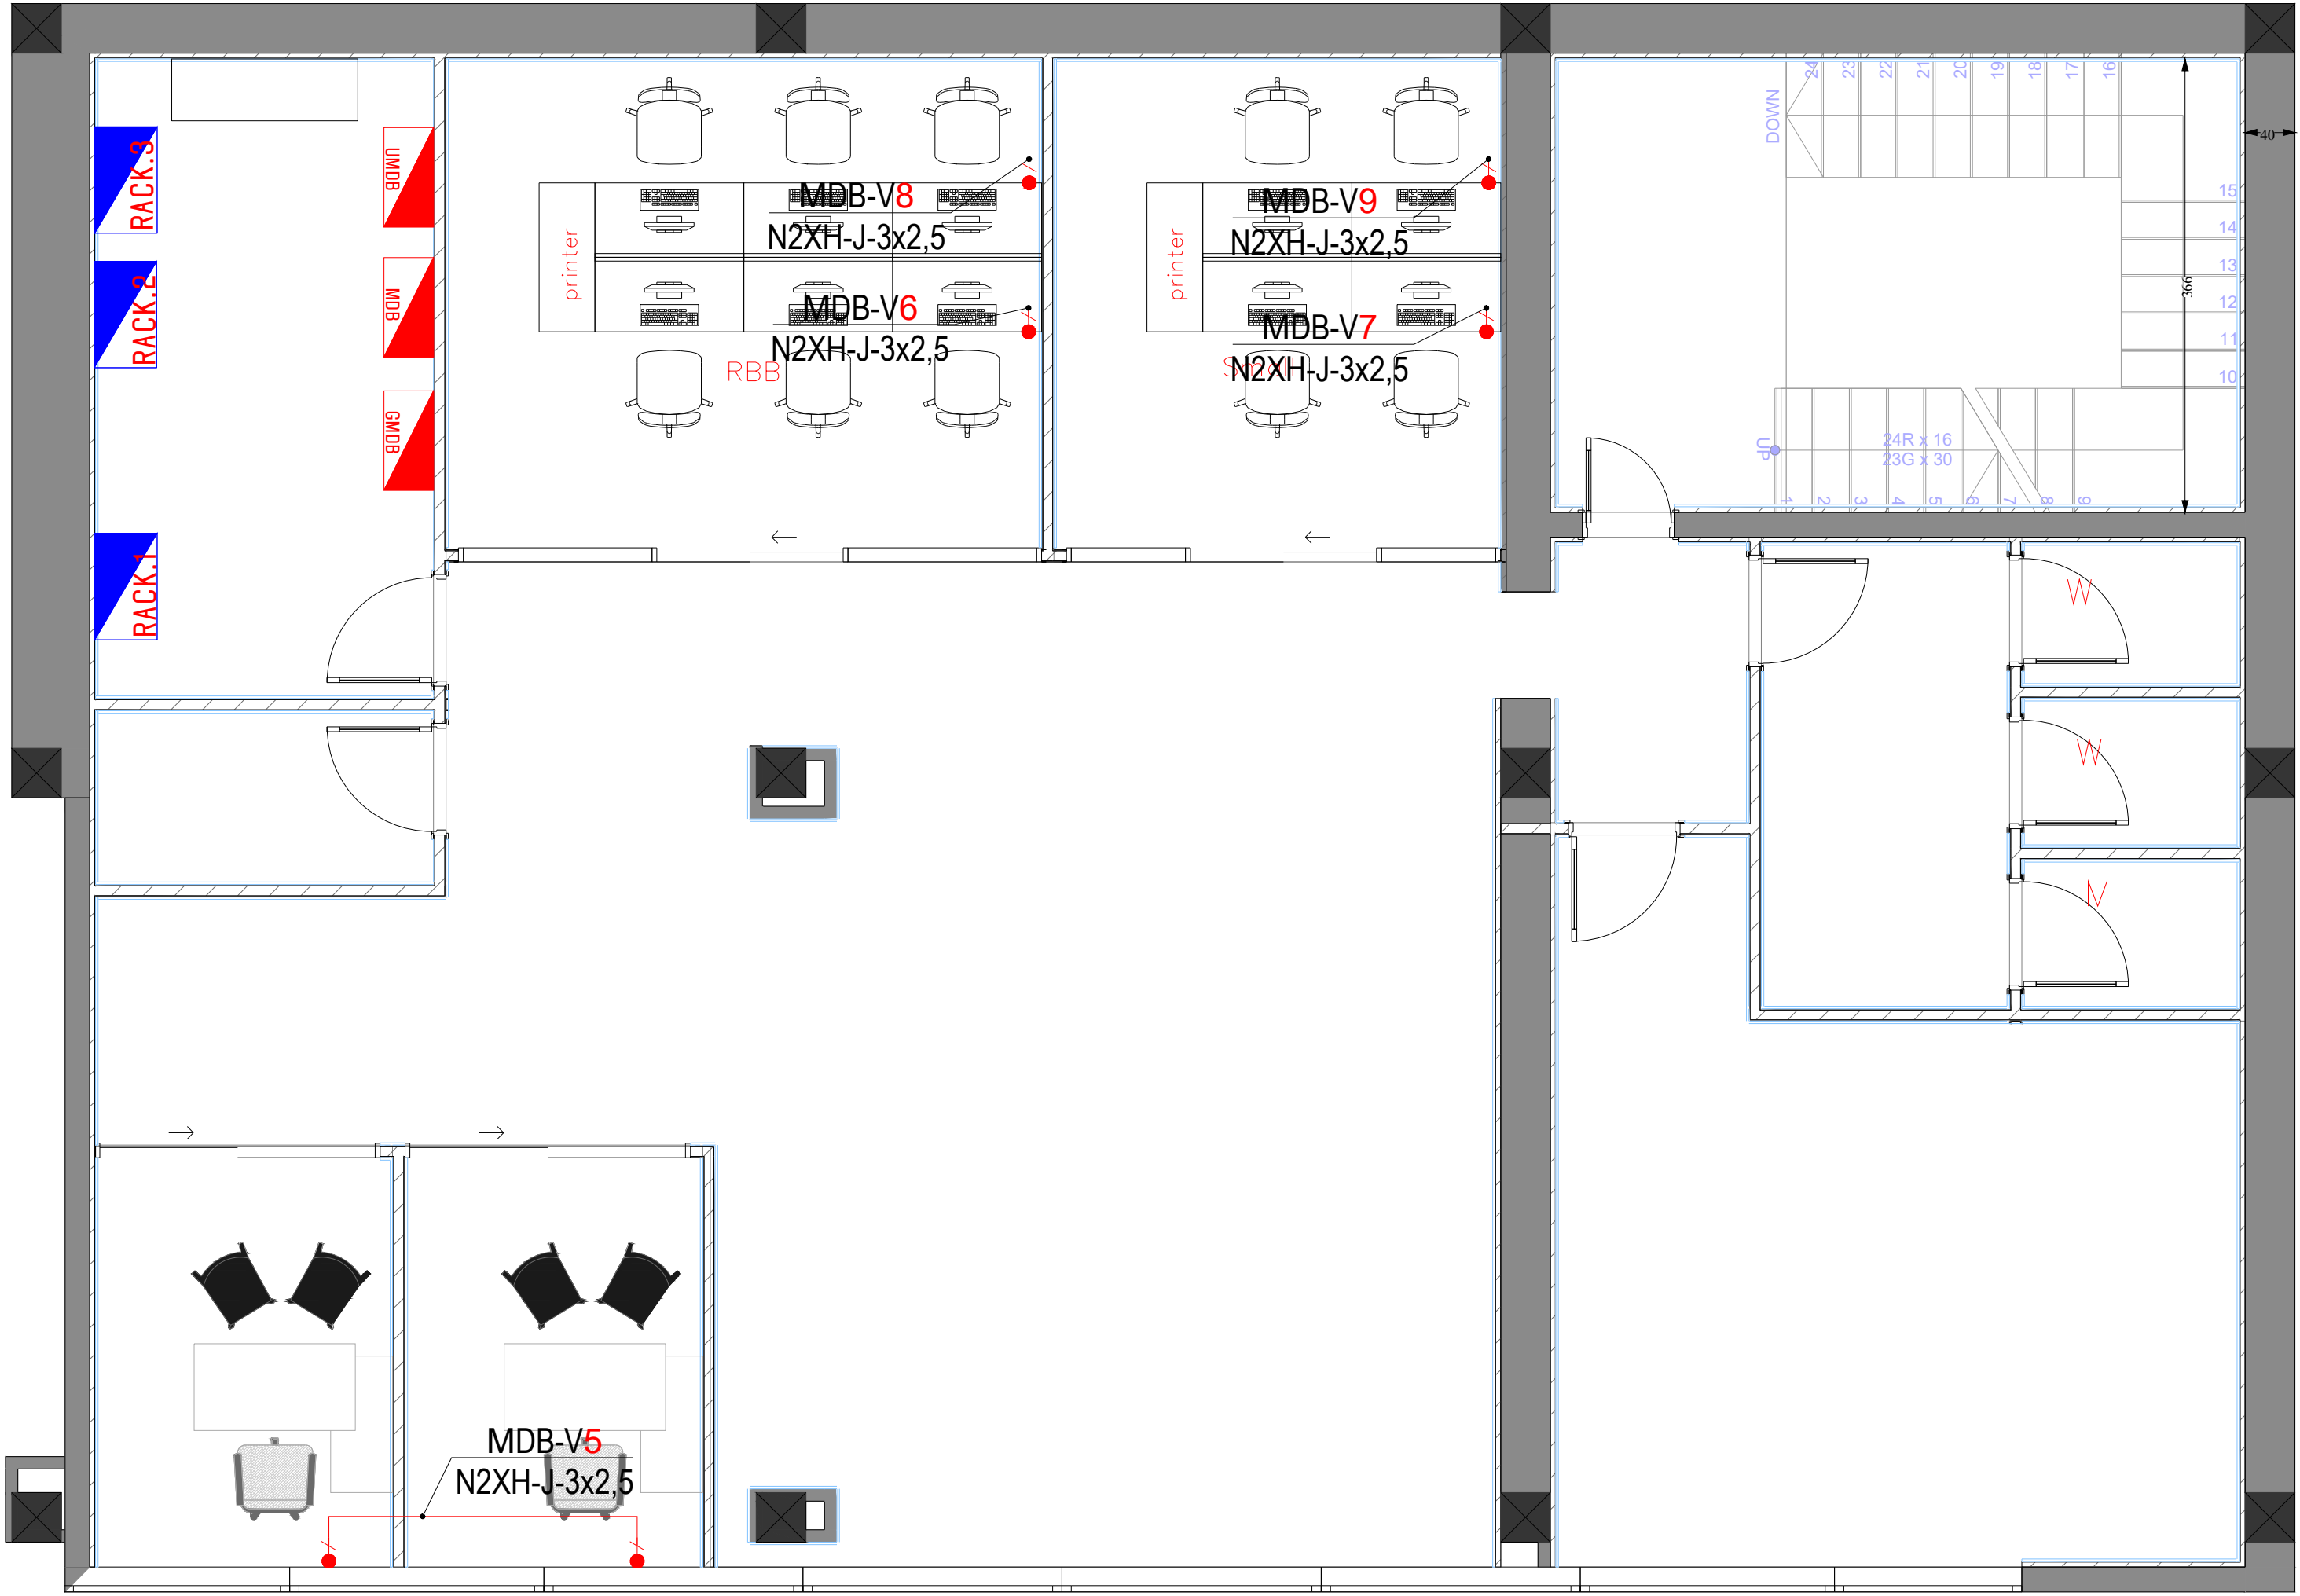 24
23
22
21
20
19
18
17
16
DOWN
40
RACK.3
UMDB
MDB-V8
N2XH-J-3x2,5
MDB-V9
N2XH-J-3x2,5
15
14
13
12
11
10
366
printer
printer
RACK.2
MDB
MDB-V6
N2XH-J-3x2,5
MDB-V7
N2XH-J-3x2,5
RBB
Small
GMDB
UP
24R x 16
23G x 30
1
2
3
4
5
6
7
8
9
RACK.1
W
W
M
MDB-V5
N2XH-J-3x2,5